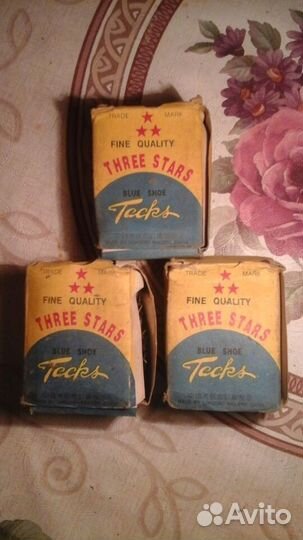 TRADE MARK
FINE QUALITY
THREE STARS
BLUE SHOE
Tacks
TRADE MARK
FINE QUALITY
THREE STARS
BLUE SHOE
Tacks
TRADE MARK
FINE QUALITY
THREE STARS
BLUE SHOE
Tacks
Avito